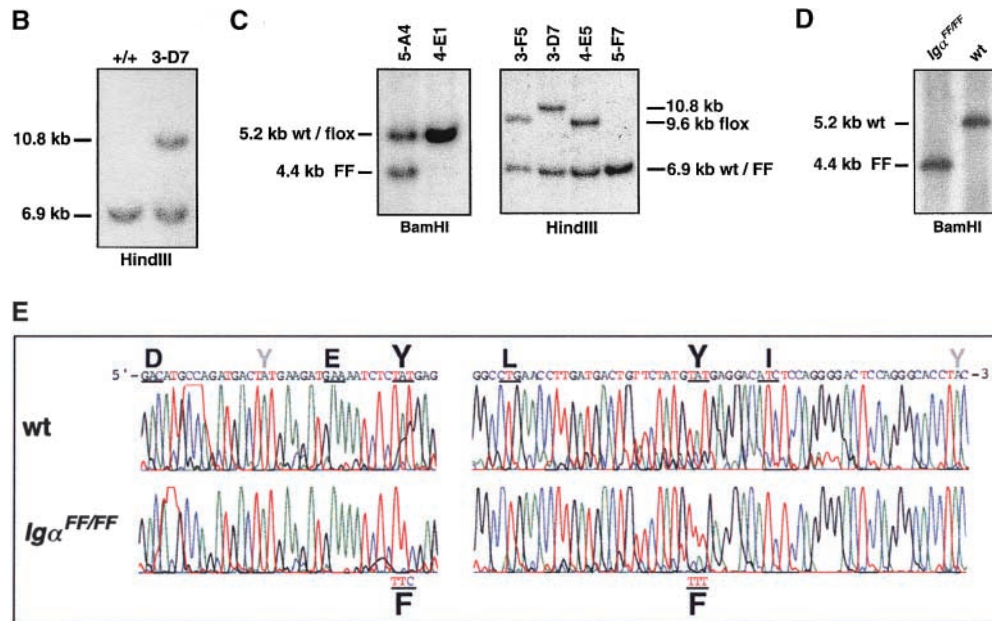 B
+/+ 3-D7
10.8 kb
6.9 kb
HindIII
C
5-A4 4-E1
5.2 kb wt / flox
4.4 kb FF
BamHI
3-F5 3-D7 4-E5 5-F7
10.8 kb
9.6 kb flox
6.9 kb wt / FF
HindIII
D
Igα FF/FF wt
5.2 kb wt
4.4 kb FF
BamHI
E
D Y E Y L Y I Y
5'-GACATGCCAGATGACTATGAAGATGAAAATCTCTATGAG GGCCTGAACCTTGATGACTGTTCTATGTATGAGGACATCTCCAGGGGACTCCAGGGCACCTAC-3
wt
Igα FF/FF
TTC TTT
F F